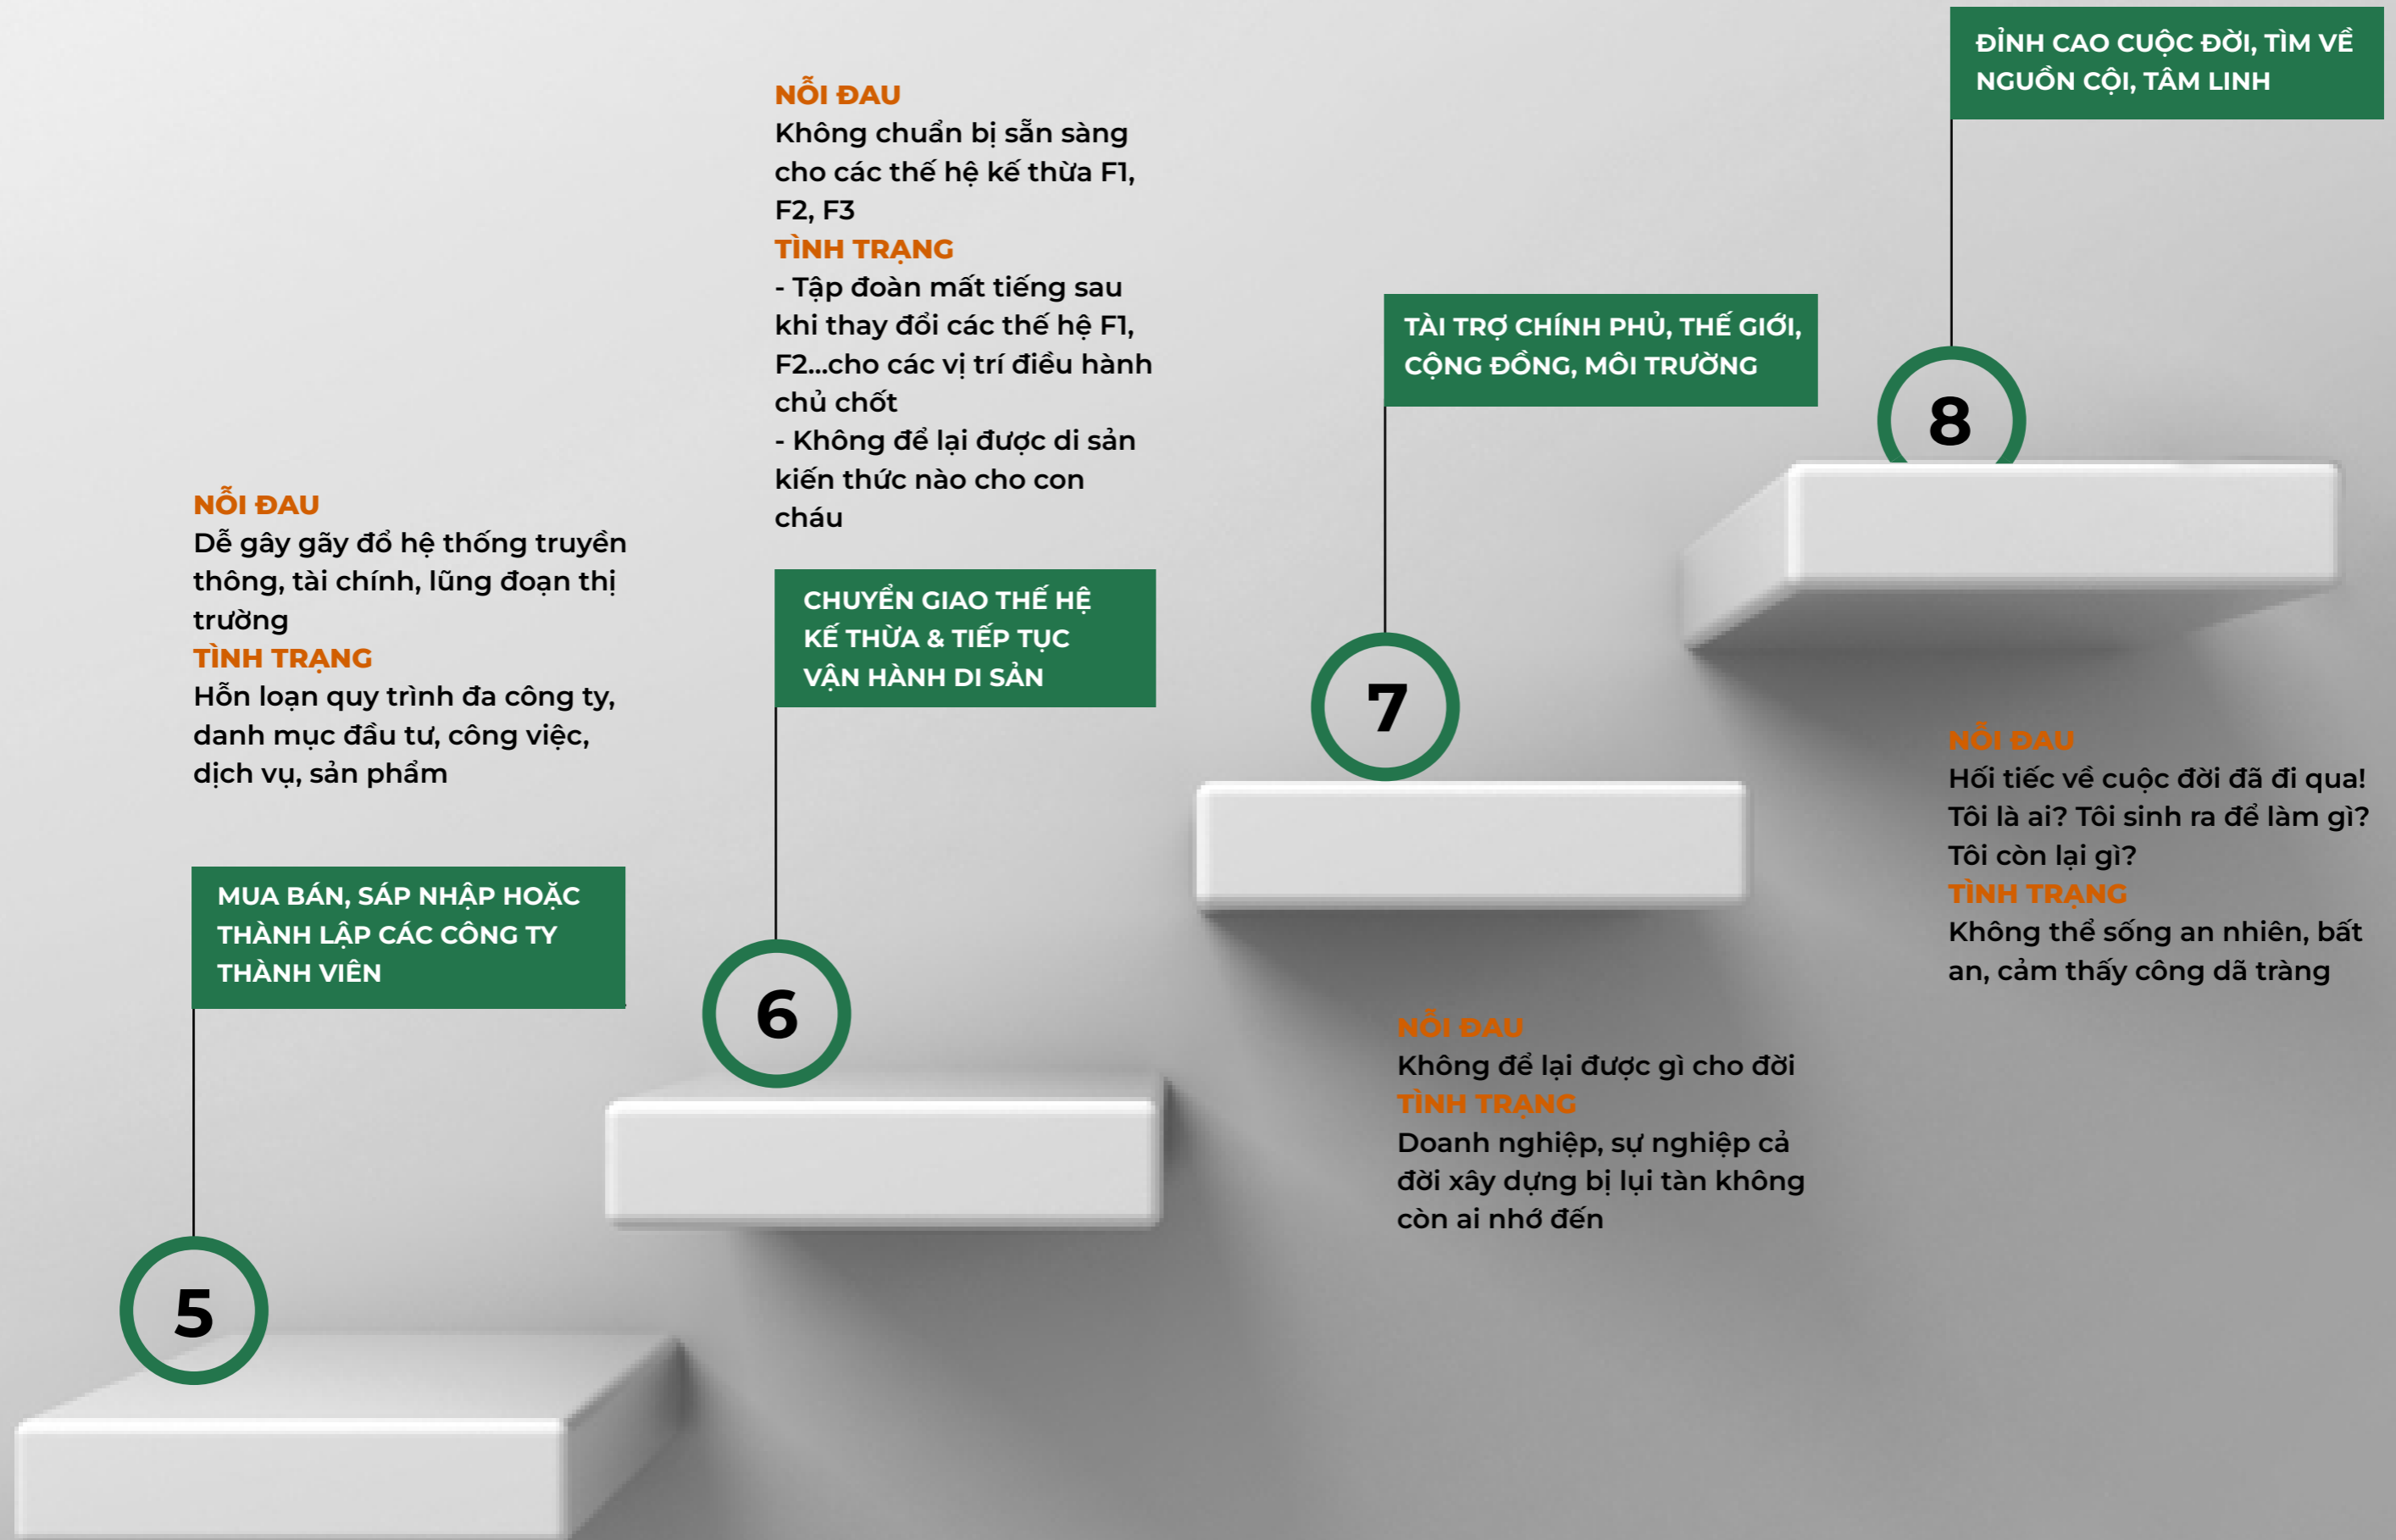 NỖI ĐAU
Dễ gây gãy đổ hệ thống truyền
thông, tài chính, lũng đoạn thị
trường
TÌNH TRẠNG
Hỗn loạn quy trình đa công ty,
danh mục đầu tư, công việc,
dịch vụ, sản phẩm
MUA BÁN, SÁP NHẬP HOẶC
THÀNH LẬP CÁC CÔNG TY
THÀNH VIÊN
5
NỖI ĐAU
Không chuẩn bị sẵn sàng
cho các thế hệ kế thừa F1,
F2, F3
TÌNH TRẠNG
- Tập đoàn mất tiếng sau
khi thay đổi các thế hệ F1,
F2...cho các vị trí điều hành
chủ chốt
- Không để lại được di sản
kiến thức nào cho con
cháu
CHUYỂN GIAO THẾ HỆ
KẾ THỪA & TIẾP TỤC
VẬN HÀNH DI SẢN
6
TÀI TRỢ CHÍNH PHỦ, THẾ GIỚI,
CỘNG ĐỒNG, MÔI TRƯỜNG
7
NỖI ĐAU
Không để lại được gì cho đời
TÌNH TRẠNG
Doanh nghiệp, sự nghiệp cả
đời xây dựng bị lụi tàn không
còn ai nhớ đến
ĐỈNH CAO CUỘC ĐỜI, TÌM VỀ
NGUỒN CỘI, TÂM LINH
8
NỖI ĐAU
Hối tiếc về cuộc đời đã đi qua!
Tôi là ai? Tôi sinh ra để làm gì?
Tôi còn lại gì?
TÌNH TRẠNG
Không thể sống an nhiên, bất
an, cảm thấy công dã tràng